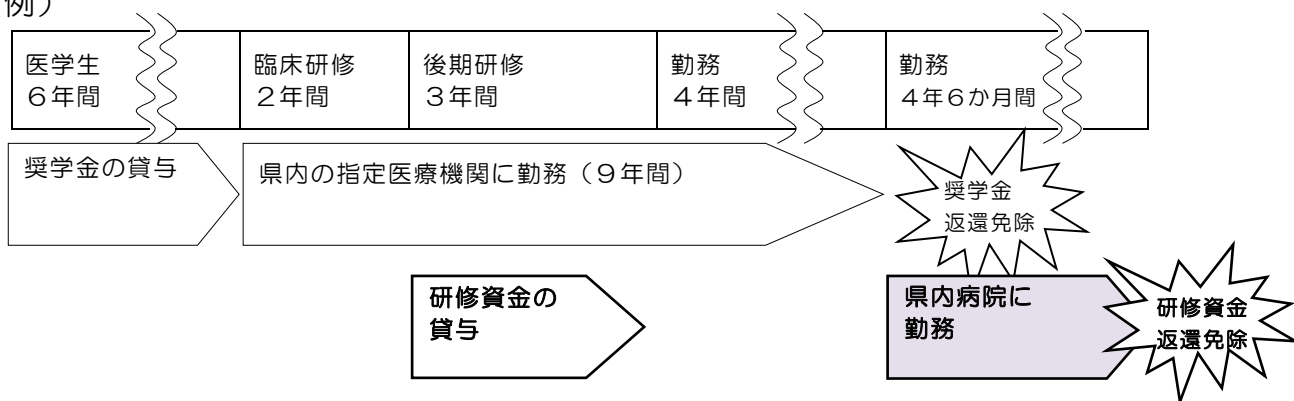 例）
医学生
６年間
臨床研修
２年間
後期研修
３年間
勤務
４年間
勤務
４年６か月間
奨学金の貸与
県内の指定医療機関に勤務（９年間）
奨学金
返還免除
研修資金の
貸与
県内病院に
勤務
研修資金
返還免除